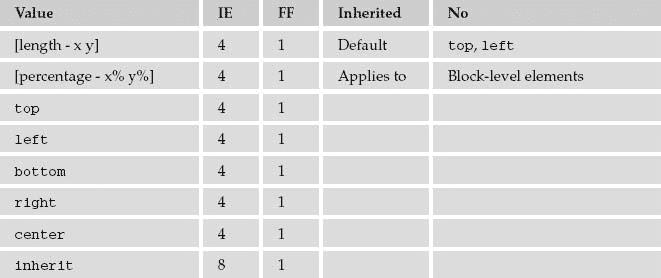 Value IE FF Inherited No
[length - x y] 4 1 Default top, left
[percentage - x% y%] 4 1 Applies to Block-level elements
top 4 1
left 4 1
bottom 4 1
right 4 1
center 4 1
inherit 8 1